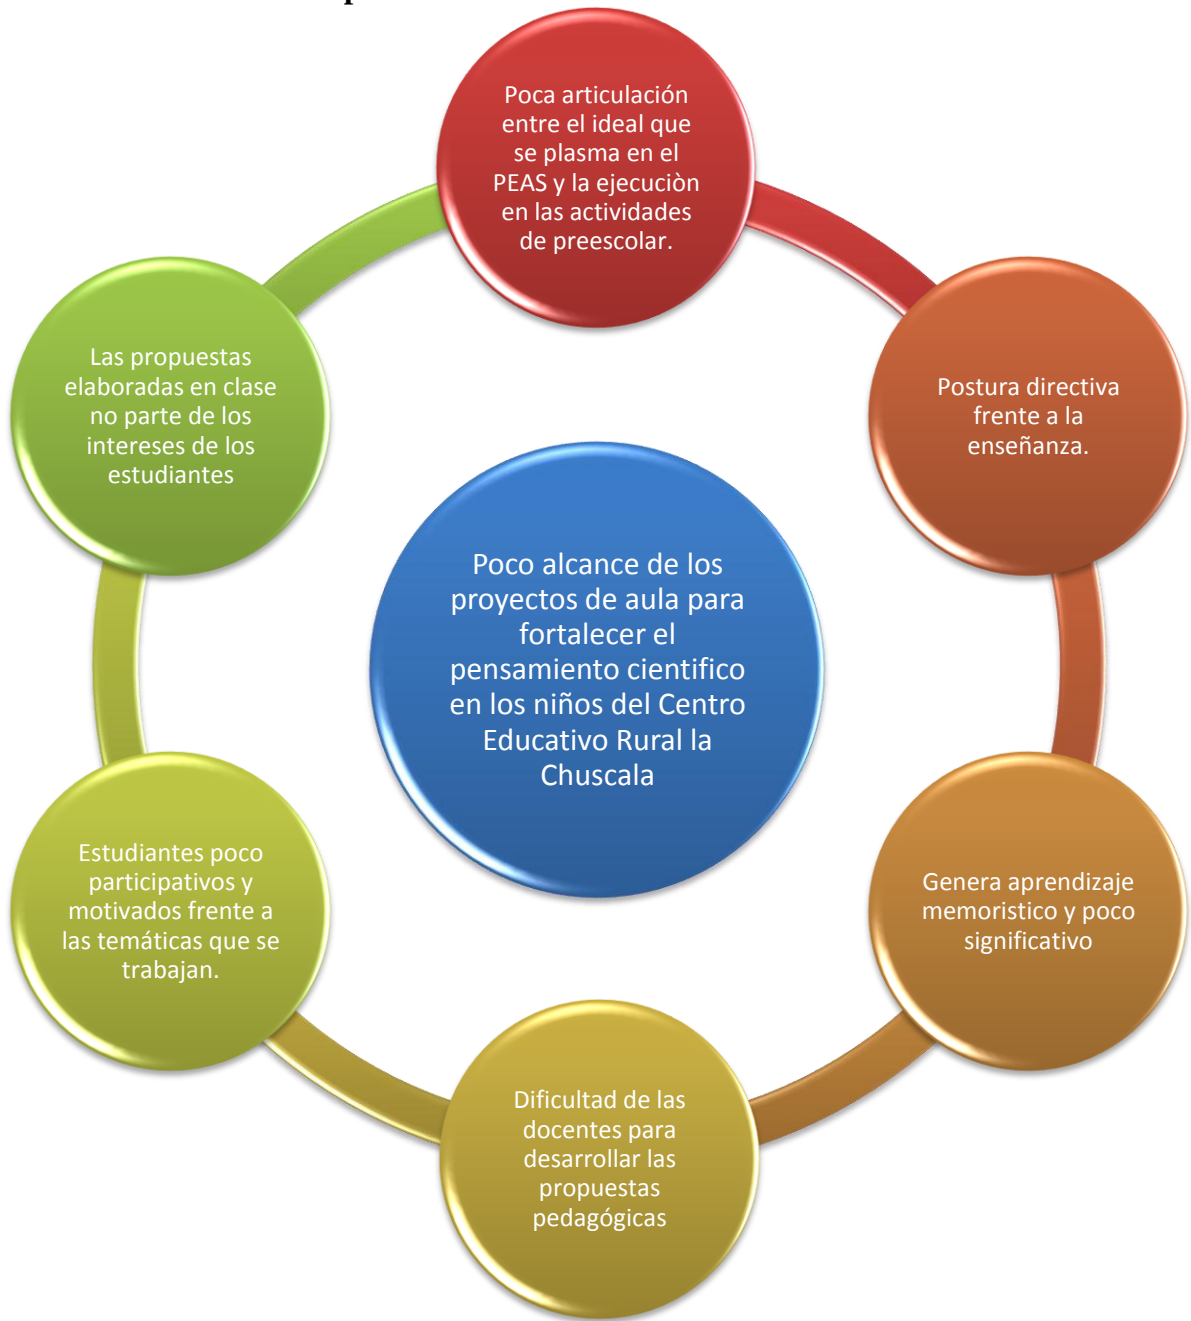 Poca articulación
entre el ideal que
se plasma en el
PEAS y la ejecuciòn
en las actividades
de preescolar.
Postura directiva
frente a la
enseñanza.
Genera aprendizaje
memoristico y poco
significativo
Dificultad de las
docentes para
desarrollar las
propuestas
pedagógicas
Estudiantes poco
participativos y
motivados frente a
las temáticas que se
trabajan.
Las propuestas
elaboradas en clase
no parte de los
intereses de los
estudiantes
Poco alcance de los
proyectos de aula para
fortalecer el
pensamiento cientifico
en los niños del Centro
Educativo Rural la
Chuscala